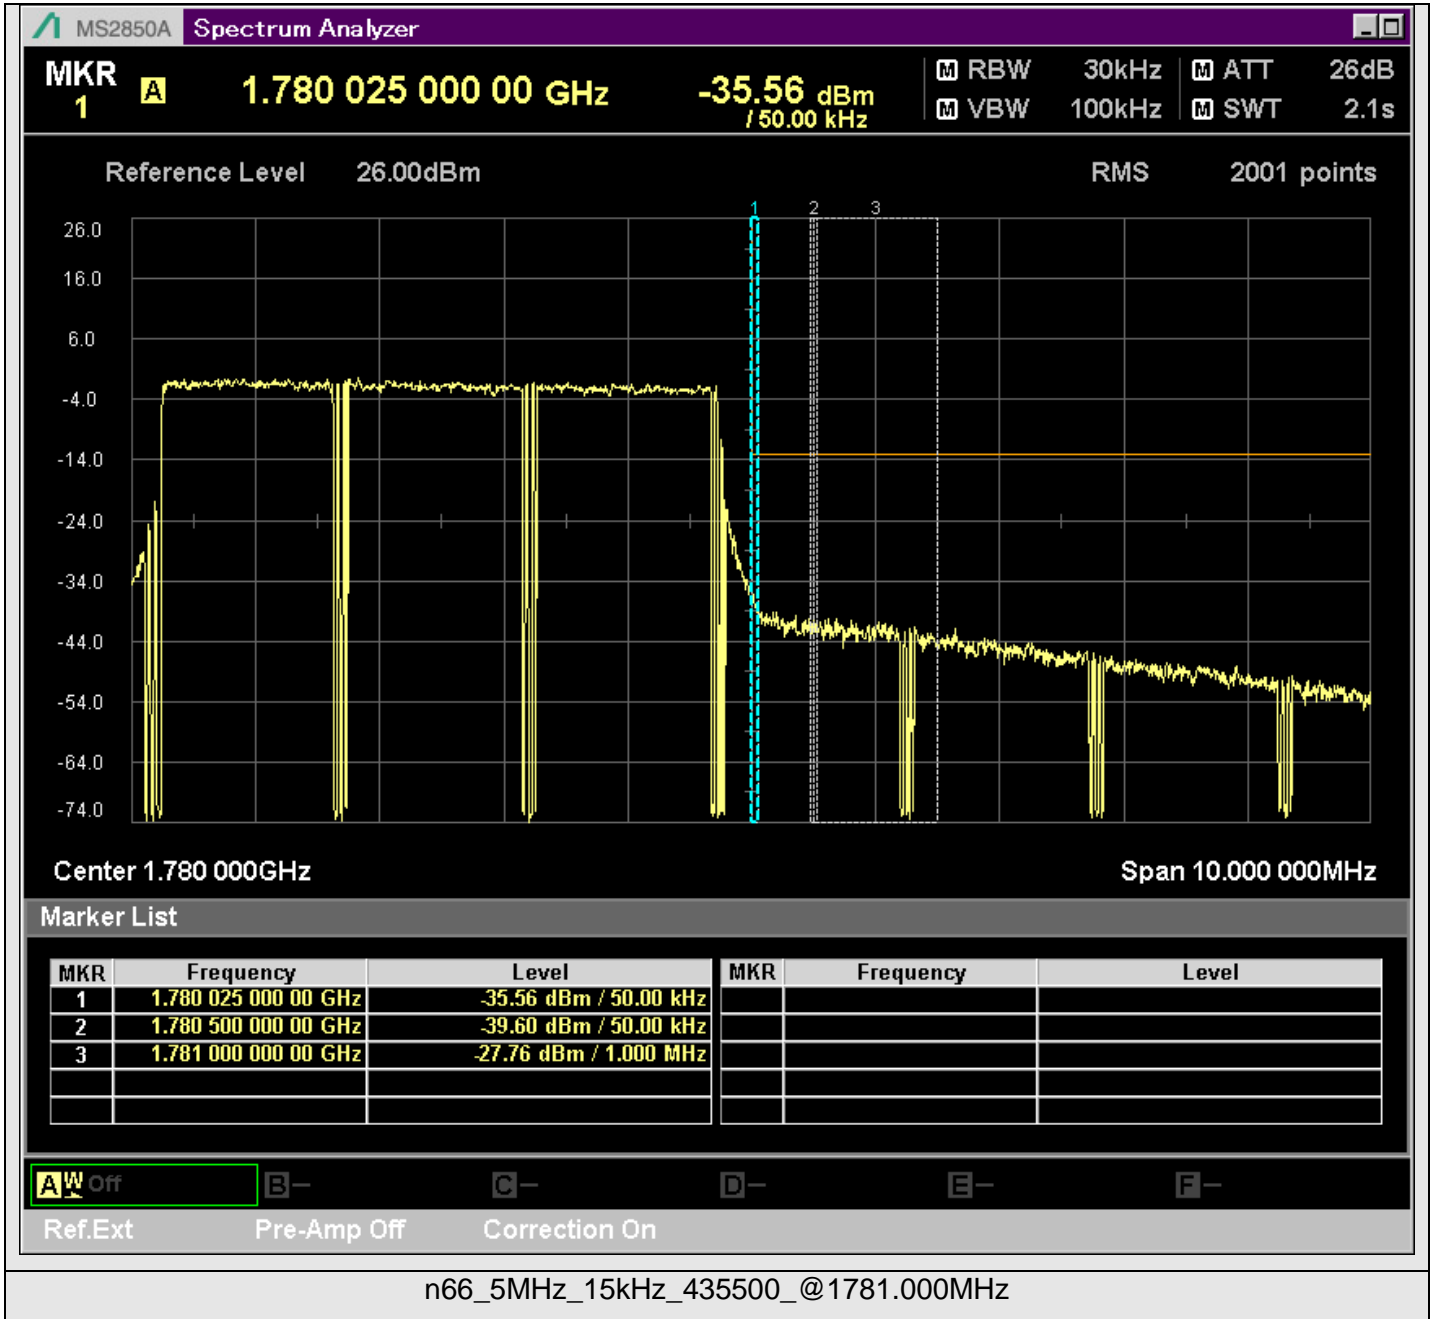 MS2850A Spectrum Analyzer
MKR 1 A 1.780 025 000 00 GHz -35.56 dBm / 50.00 kHz
M RBW 30kHz M ATT 26dB
M VBW 100kHz M SWT 2.1s
Reference Level 26.00dBm RMS 2001 points
1 2 3
26.0
16.0
6.0
-4.0
-14.0
-24.0
-34.0
-44.0
-54.0
-64.0
-74.0
Center 1.780 000GHz Span 10.000 000MHz
Marker List
MKR Frequency Level MKR Frequency Level
1 1.780 025 000 00 GHz -35.56 dBm / 50.00 kHz
2 1.780 500 000 00 GHz -39.60 dBm / 50.00 kHz
3 1.781 000 000 00 GHz -27.76 dBm / 1.000 MHz
A W Off B — C — D — E — F —
Ref.Ext Pre-Amp Off Correction On
n66_5MHz_15kHz_435500_@1781.000MHz